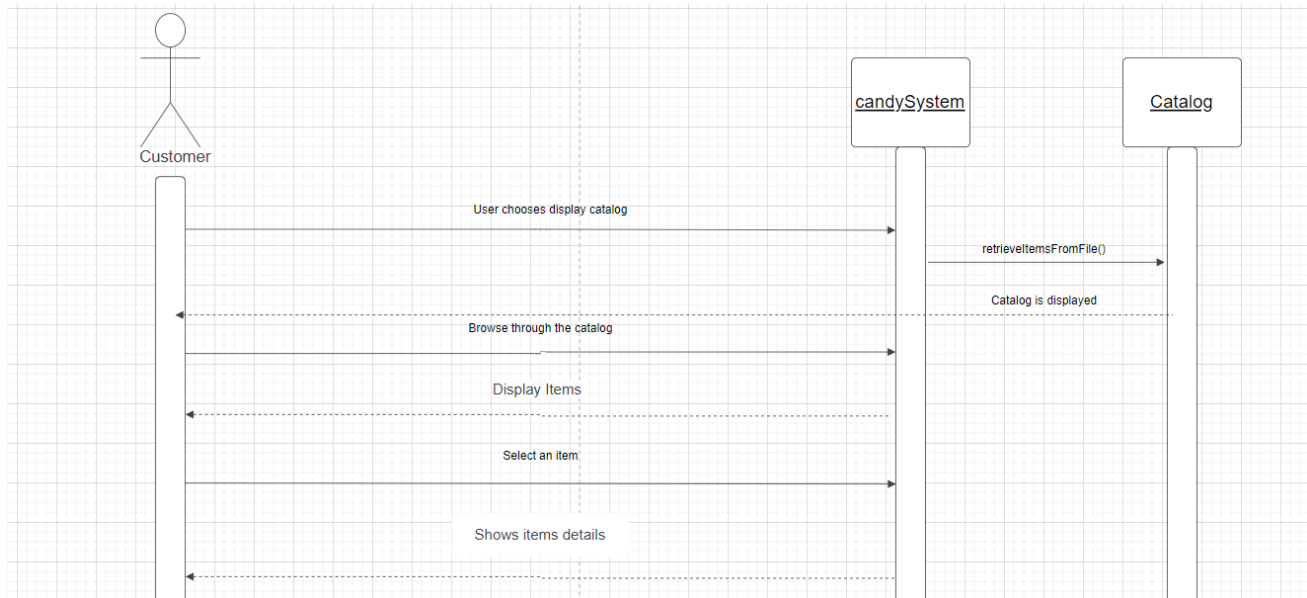 candySystem
Catalog
Customer
User chooses display catalog
retrieveItemsFromFile()
Catalog is displayed
Browse through the catalog
Display Items
Select an item
Shows items details